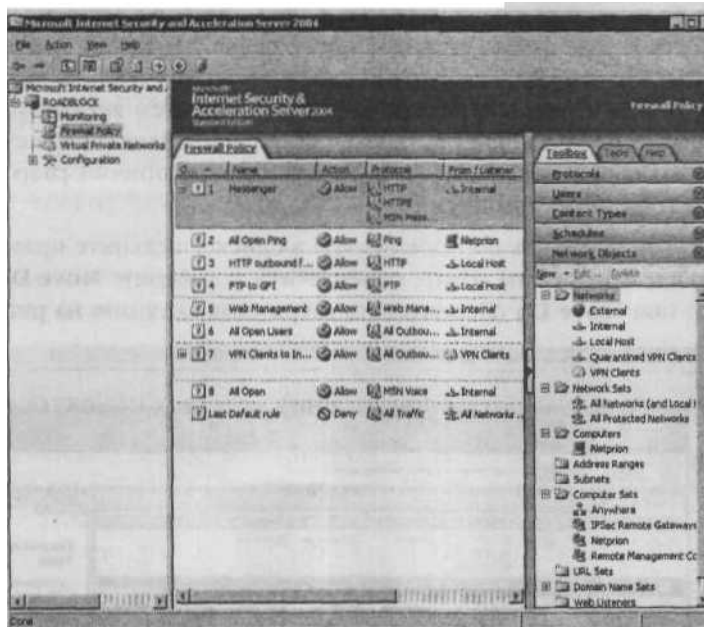 Microsoft Internet Security and Acceleration Server 2004
File Action View Help
Microsoft Internet Security and
ROADBLOCK
Monitoring
Firewall Policy
Virtual Private Networks
Configuration
Microsoft
Internet Security &
Acceleration Server 2004
Standard Edition
Firewall Policy
Firewall Policy
Name Action Protocols From / Listener
1 Messenger Allow HTTP Internal
HTTPS
MSN Mess..
2 All Open Ping Allow Ping Netprion
3 HTTP outbound f... Allow HTTP Local Host
4 FTP to GFI Allow FTP Local Host
5 Web Management Allow Web Mana... Internal
6 All Open Users Allow All Outbou... Internal
7 VPN Clients to In... Allow All Outbou... VPN Clients
8 All Open Allow MSN Voice Internal
Last Default rule Deny All Traffic All Networks ..
Toolbox Tasks Help
Protocols
Users
Content Types
Schedules
Network Objects
New Edit... Delete
Networks
External
Internal
Local Host
Quarantined VPN Clients
VPN Clients
Network Sets
All Networks (and Local H
All Protected Networks
Computers
Netprion
Address Ranges
Subnets
Computer Sets
Anywhere
IPSec Remote Gateways
Netprion
Remote Management Co
URL Sets
Domain Name Sets
Web Listeners